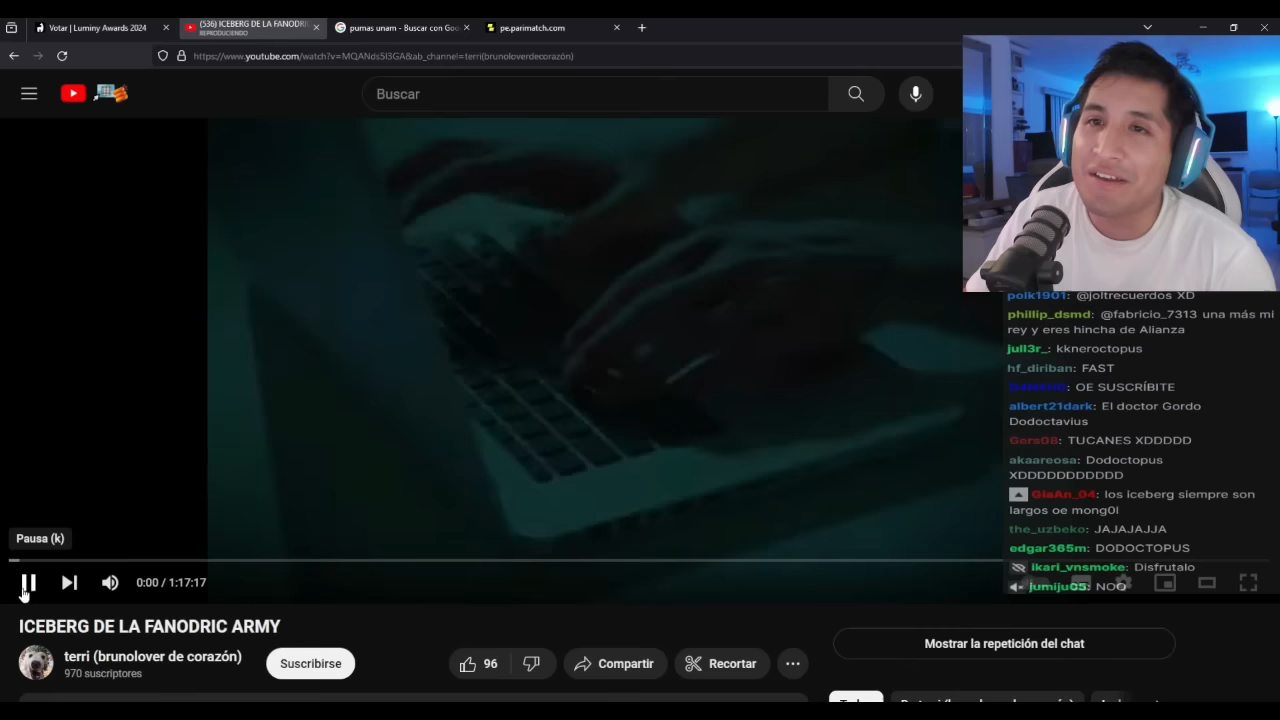 Votar | Luminy Awards 2024
(536) ICEBERG DE LA FANODRI
REPRODUCIENDO
pumas unam - Buscar con Goo
pe.parimatch.com
https://www.youtube.com/watch?v=MQANds5I3GA&ab_channel=terri(brunoloverdecorazón)
Buscar
polk1901: @joltrecuerdos XD
phillip_dsmd: @fabricio_7313 una más mi
rey y eres hincha de Alianza
jull3r_: kkneroctopus
hf_diriban: FAST
OE SUSCRÍBITE
albert21dark: El doctor Gordo
Dodoctavius
Gers08: TUCANES XDDDDD
akaareosa: Dodoctopus
XDDDDDDDDDDD
GiaAn_04: los iceberg siempre son
largos oe mong0l
the_uzbeko: JAJAJAJJA
edgar365m: DODOCTOPUS
ikari_vnsmoke: Disfrutalo
jumiju05: NOO
Pausa (k)
0:00 / 1:17:17
ICEBERG DE LA FANODRIC ARMY
terri (brunolover de corazón)
970 suscriptores
Suscribirse
96
Compartir
Recortar
Mostrar la repetición del chat